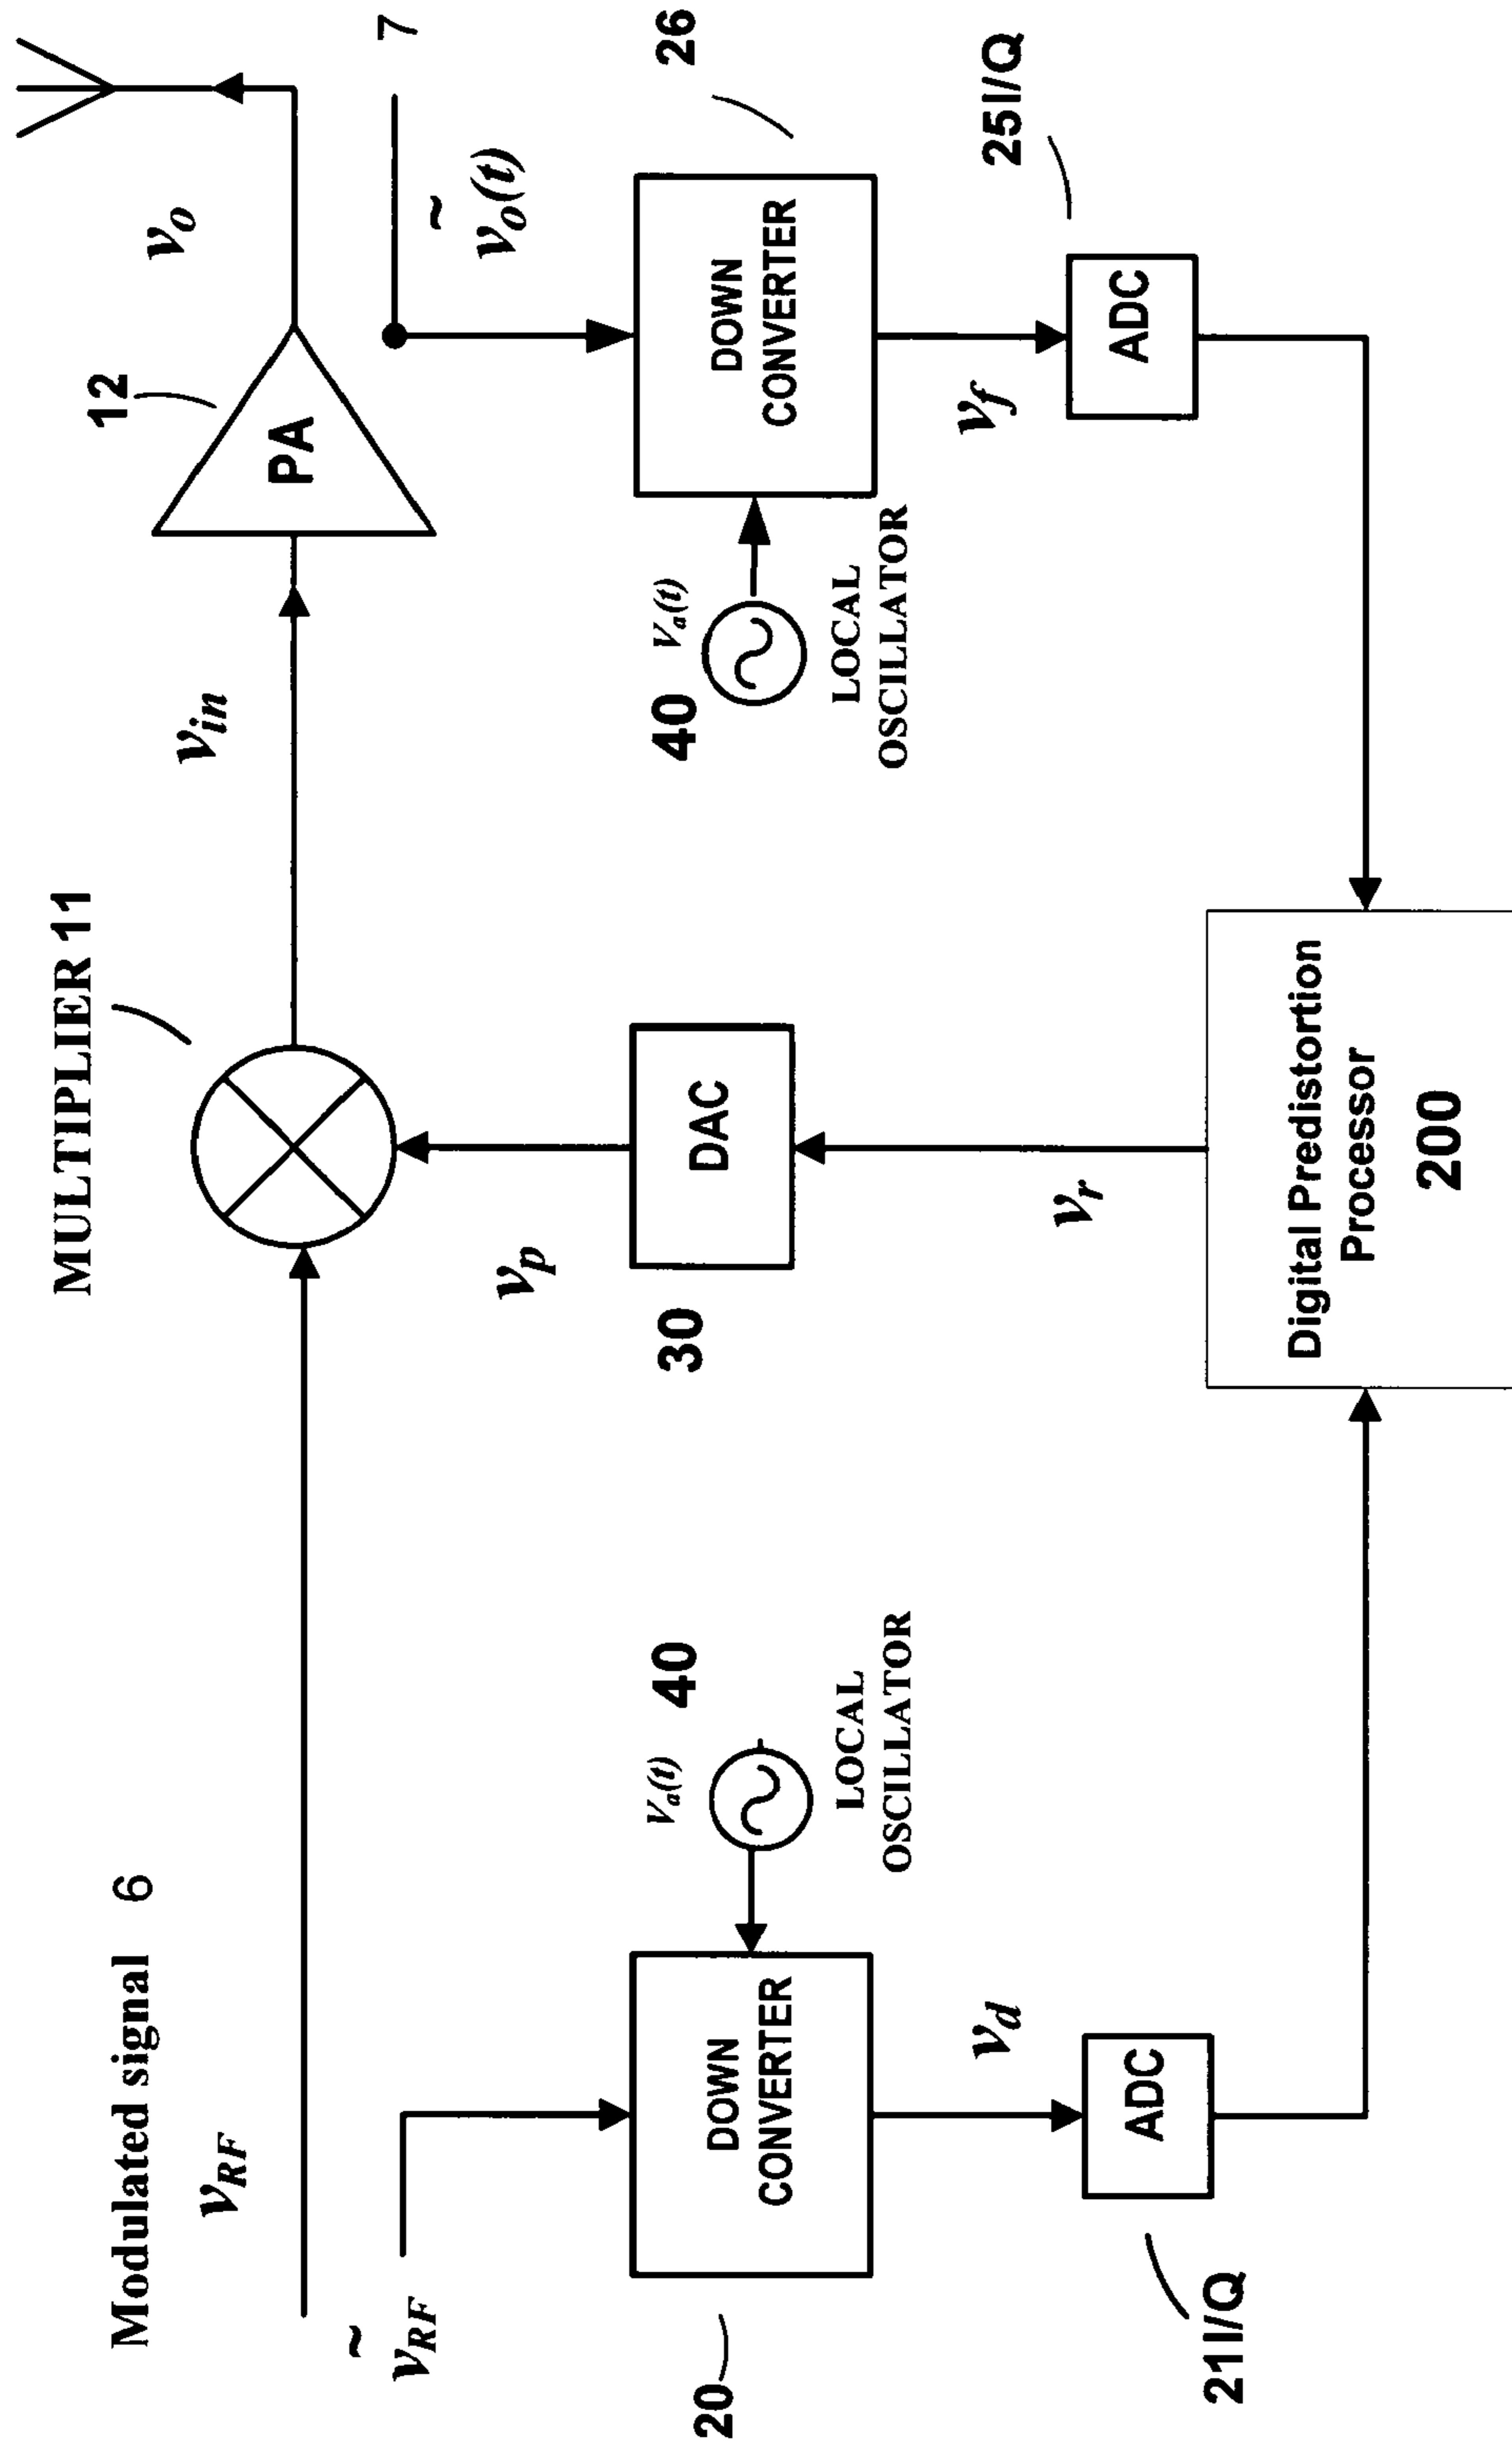 Modulated signal 6
MULTIPLIER 11
12
v_RF
v_in
v_o
PA
7
ṽ_RF
v_p
ṽ_o(t)
20
DOWN
CONVERTER
V_a(t)
40
LOCAL
OSCILLATOR
30
DAC
40
V_a(t)
LOCAL
OSCILLATOR
DOWN
CONVERTER
26
v_d
v_r
v_f
21I/Q
ADC
ADC
25I/Q
Digital Predistortion
Processor
200